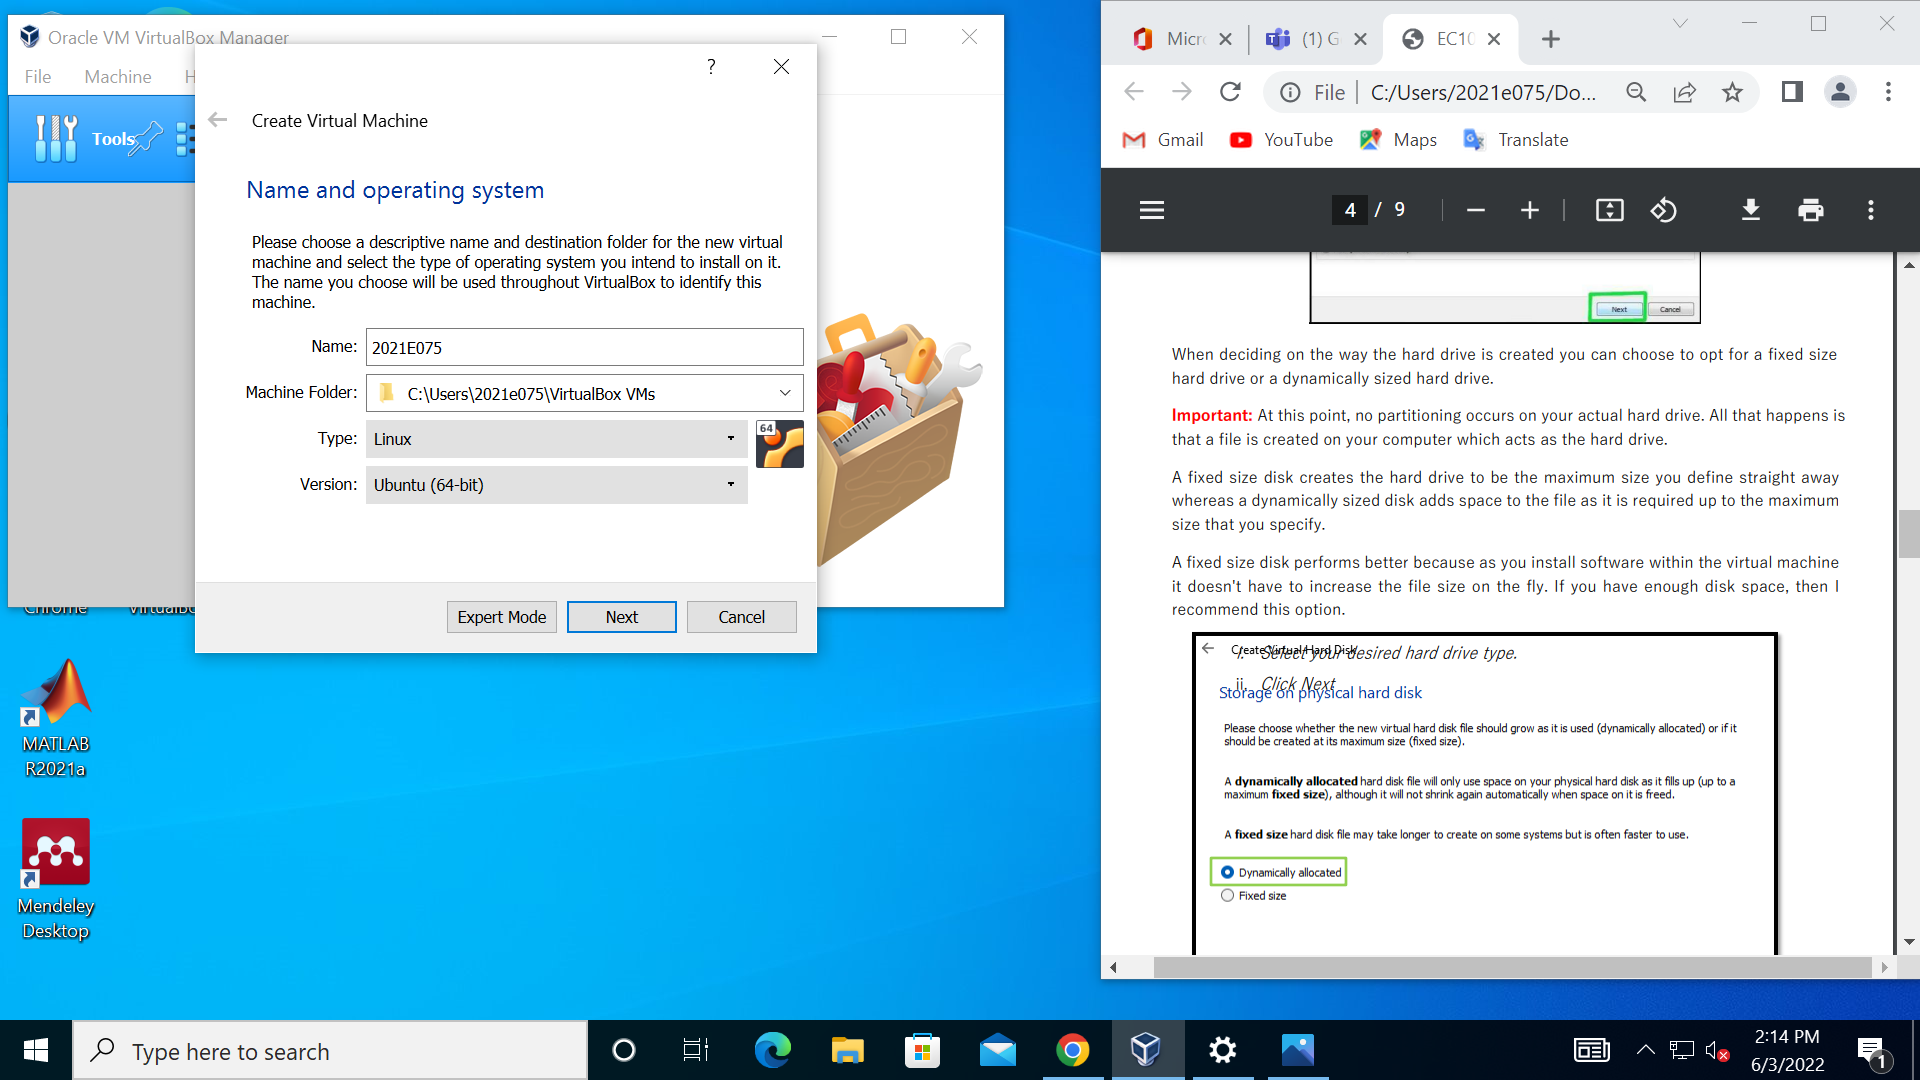 Oracle VM VirtualBox Manager
File Machine H
Tools
?
Create Virtual Machine
Name and operating system
Please choose a descriptive name and destination folder for the new virtual
machine and select the type of operating system you intend to install on it.
The name you choose will be used throughout VirtualBox to identify this
machine.
Name: 2021E075
Machine Folder: C:\Users\2021e075\VirtualBox VMs
Type: Linux
64
Version: Ubuntu (64-bit)
Expert Mode Next Cancel
Chrome VirtualBo
MATLAB
R2021a
Mendeley
Desktop
Micr (1) G EC10
File C:/Users/2021e075/Do...
Gmail YouTube Maps Translate
4 / 9
Next Cancel
When deciding on the way the hard drive is created you can choose to opt for a fixed size
hard drive or a dynamically sized hard drive.
Important: At this point, no partitioning occurs on your actual hard drive. All that happens is
that a file is created on your computer which acts as the hard drive.
A fixed size disk creates the hard drive to be the maximum size you define straight away
whereas a dynamically sized disk adds space to the file as it is required up to the maximum
size that you specify.
A fixed size disk performs better because as you install software within the virtual machine
it doesn't have to increase the file size on the fly. If you have enough disk space, then I
recommend this option.
Create Virtual Hard Disk
i. Select your desired hard drive type.
ii. Click Next
Storage on physical hard disk
Please choose whether the new virtual hard disk file should grow as it is used (dynamically allocated) or if it
should be created at its maximum size (fixed size).
A dynamically allocated hard disk file will only use space on your physical hard disk as it fills up (up to a
maximum fixed size), although it will not shrink again automatically when space on it is freed.
A fixed size hard disk file may take longer to create on some systems but is often faster to use.
Dynamically allocated
Fixed size
Type here to search
2:14 PM
6/3/2022
1